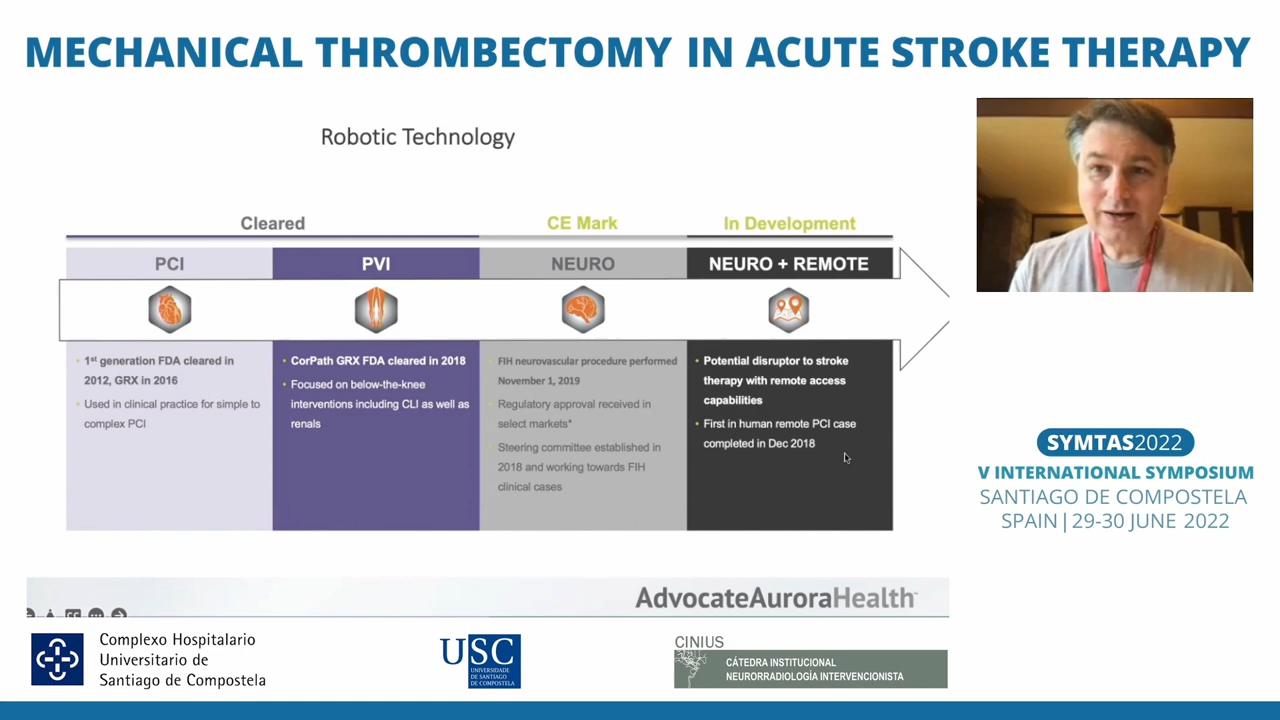 MECHANICAL THROMBECTOMY IN ACUTE STROKE THERAPY
Robotic Technology
Cleared
CE Mark
In Development
PCI
PVI
NEURO
NEURO + REMOTE
• 1st generation FDA cleared in
2012, GRX in 2016
• Used in clinical practice for simple to
complex PCI
• CorPath GRX FDA cleared in 2018
• Focused on below-the-knee
interventions including CLI as well as
renals
• FIH neurovascular procedure performed
November 1, 2019
• Regulatory approval received in
select markets*
• Steering committee established in
2018 and working towards FIH
clinical cases
• Potential disruptor to stroke
therapy with remote access
capabilities
• First in human remote PCI case
completed in Dec 2018
SYMTAS2022
V INTERNATIONAL SYMPOSIUM
SANTIAGO DE COMPOSTELA
SPAIN | 29-30 JUNE 2022
AdvocateAuroraHealth™
Complexo Hospitalario
Universitario de
Santiago de Compostela
USC
UNIVERSIDADE
DE SANTIAGO
DE COMPOSTELA
CINIUS
CÁTEDRA INSTITUCIONAL
NEURORRADIOLOGÍA INTERVENCIONISTA